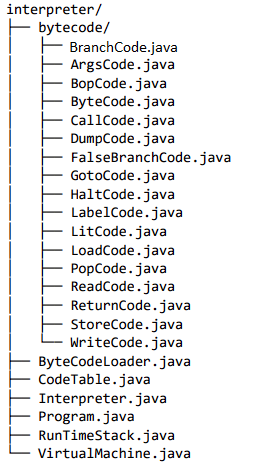 interpreter/
├── bytecode/
│   ├── BranchCode.java
│   ├── ArgsCode.java
│   ├── BopCode.java
│   ├── ByteCode.java
│   ├── CallCode.java
│   ├── DumpCode.java
│   ├── FalseBranchCode.java
│   ├── GotoCode.java
│   ├── HaltCode.java
│   ├── LabelCode.java
│   ├── LitCode.java
│   ├── LoadCode.java
│   ├── PopCode.java
│   ├── ReadCode.java
│   ├── ReturnCode.java
│   ├── StoreCode.java
│   └── WriteCode.java
├── ByteCodeLoader.java
├── CodeTable.java
├── Interpreter.java
├── Program.java
├── RunTimeStack.java
└── VirtualMachine.java